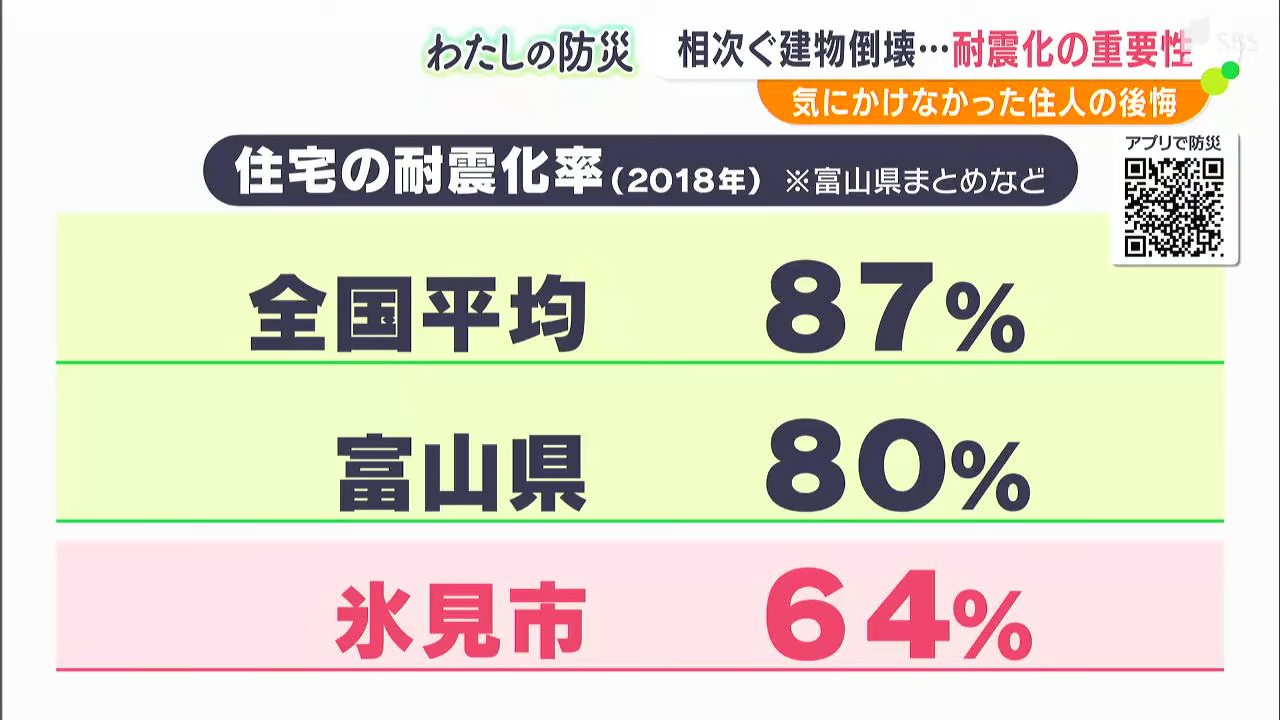 わたしの防災
相次ぐ建物倒壊…耐震化の重要性
SBS
気にかけなかった住人の後悔
アプリで防災
住宅の耐震化率(2018年) ※富山県まとめなど
全国平均 87%
富山県 80%
氷見市 64%